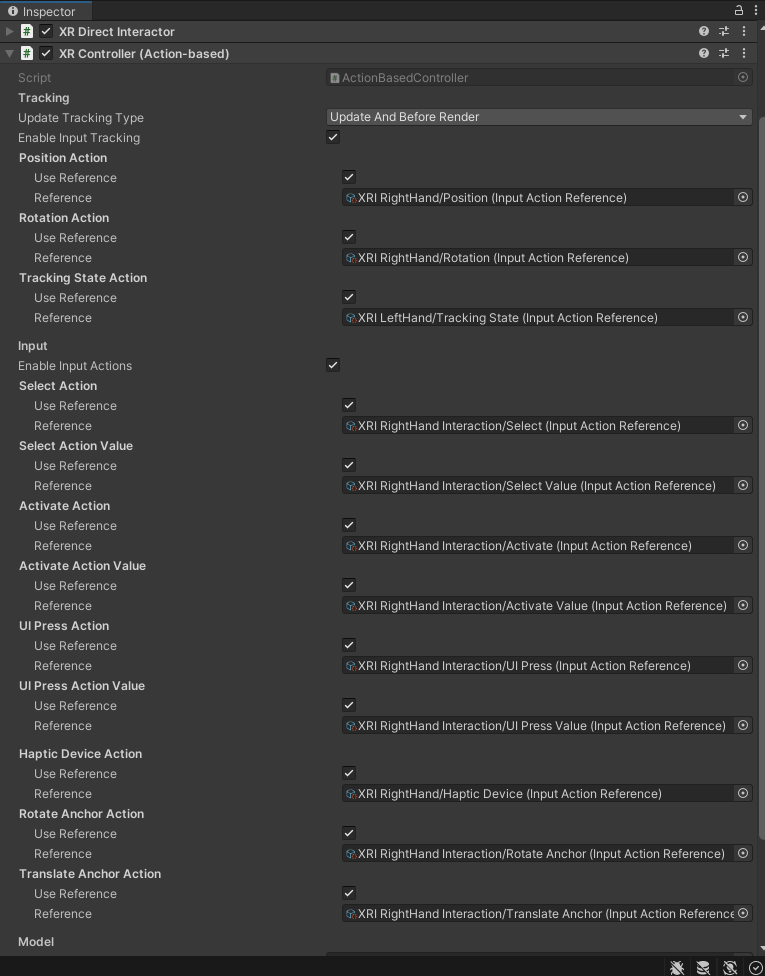 Inspector
XR Direct Interactor
XR Controller (Action-based)
Script ActionBasedController
Tracking
Update Tracking Type Update And Before Render
Enable Input Tracking
Position Action
Use Reference
Reference XRI RightHand/Position (Input Action Reference)
Rotation Action
Use Reference
Reference XRI RightHand/Rotation (Input Action Reference)
Tracking State Action
Use Reference
Reference XRI LeftHand/Tracking State (Input Action Reference)
Input
Enable Input Actions
Select Action
Use Reference
Reference XRI RightHand Interaction/Select (Input Action Reference)
Select Action Value
Use Reference
Reference XRI RightHand Interaction/Select Value (Input Action Reference)
Activate Action
Use Reference
Reference XRI RightHand Interaction/Activate (Input Action Reference)
Activate Action Value
Use Reference
Reference XRI RightHand Interaction/Activate Value (Input Action Reference)
UI Press Action
Use Reference
Reference XRI RightHand Interaction/UI Press (Input Action Reference)
UI Press Action Value
Use Reference
Reference XRI RightHand Interaction/UI Press Value (Input Action Reference)
Haptic Device Action
Use Reference
Reference XRI RightHand/Haptic Device (Input Action Reference)
Rotate Anchor Action
Use Reference
Reference XRI RightHand Interaction/Rotate Anchor (Input Action Reference)
Translate Anchor Action
Use Reference
Reference XRI RightHand Interaction/Translate Anchor (Input Action Reference
Model